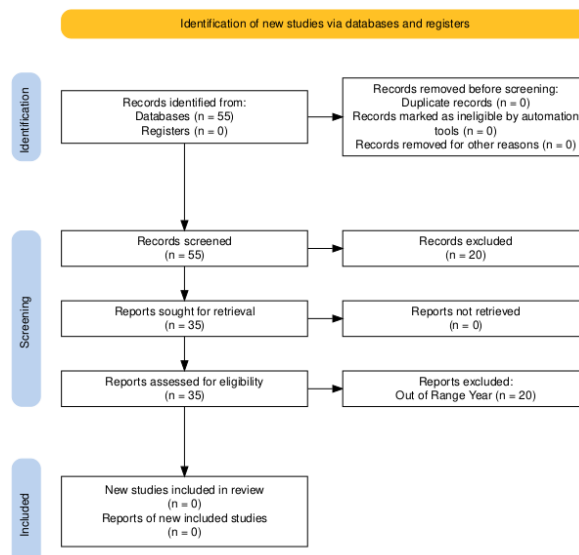 Identification of new studies via databases and registers
Identification
Records identified from:
Databases (n = 55)
Registers (n = 0)
Records removed before screening:
Duplicate records (n = 0)
Records marked as ineligible by automation
tools (n = 0)
Records removed for other reasons (n = 0)
Screening
Records screened
(n = 55)
Records excluded
(n = 20)
Reports sought for retrieval
(n = 35)
Reports not retrieved
(n = 0)
Reports assessed for eligibility
(n = 35)
Reports excluded:
Out of Range Year (n = 20)
Included
New studies included in review
(n = 0)
Reports of new included studies
(n = 0)